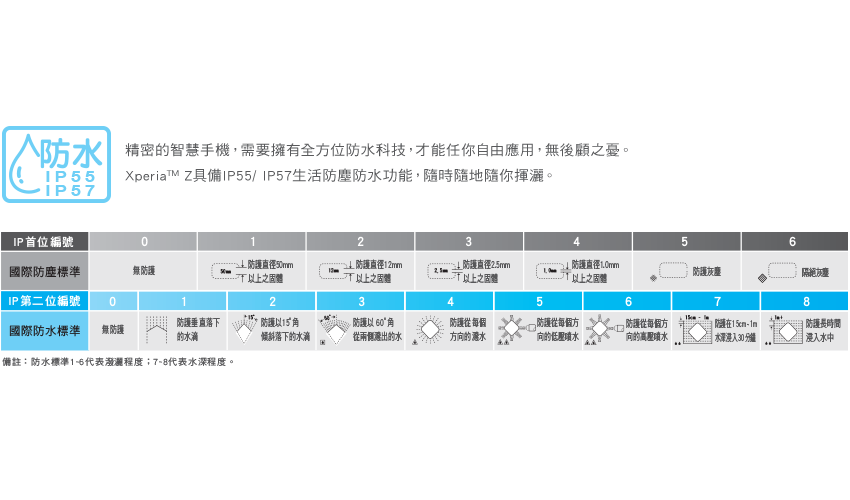 防水
IP55
IP57
精密的智慧手機，需要擁有全方位防水科技，才能任你自由應用，無後顧之憂。
Xperia™ Z具備IP55/ IP57生活防塵防水功能，隨時隨地隨你揮灑。
IP首位編號 0 1 2 3 4 5 6
國際防塵標準 無防護 50mm 防護直徑50mm 以上之固體 12mm 防護直徑12mm 以上之固體 2.5mm 防護直徑2.5mm 以上之固體 1.0mm 防護直徑1.0mm 以上之固體 防護灰塵 隔絕灰塵
IP第二位編號 0 1 2 3 4 5 6 7 8
國際防水標準 無防護 防護垂直落下的水滴 15° 防護以15°角傾斜落下的水滴 60° 防護以60°角從兩側灑出的水 防護從每個方向的灑水 防護從每個方向的低壓噴水 防護從每個方向的高壓噴水 15cm - 1m 防護在15cm-1m水深浸入30分鐘 1m+ 防護長時間浸入水中
備註：防水標準1-6代表潑灑程度；7-8代表水深程度。